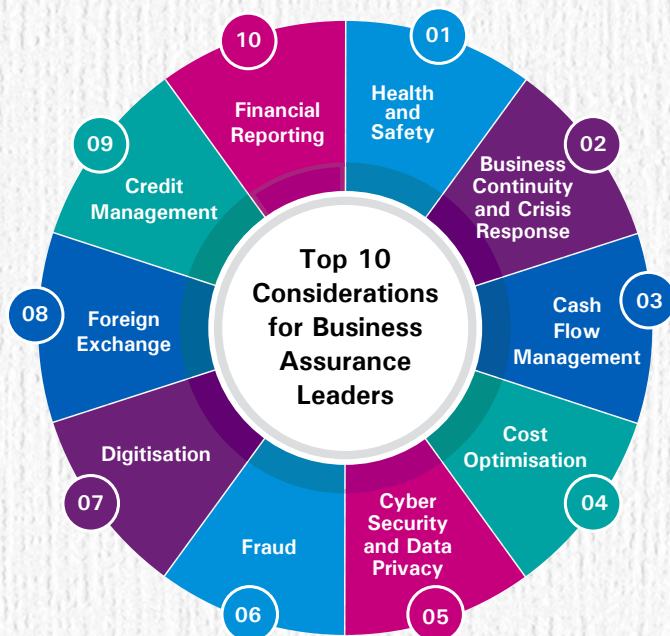 Top 10
Considerations
for Business
Assurance
Leaders
01
Health
and
Safety
02
Business
Continuity
and Crisis
Response
03
Cash
Flow
Management
04
Cost
Optimisation
05
Cyber
Security
and Data
Privacy
06
Fraud
07
Digitisation
08
Foreign
Exchange
09
Credit
Management
10
Financial
Reporting